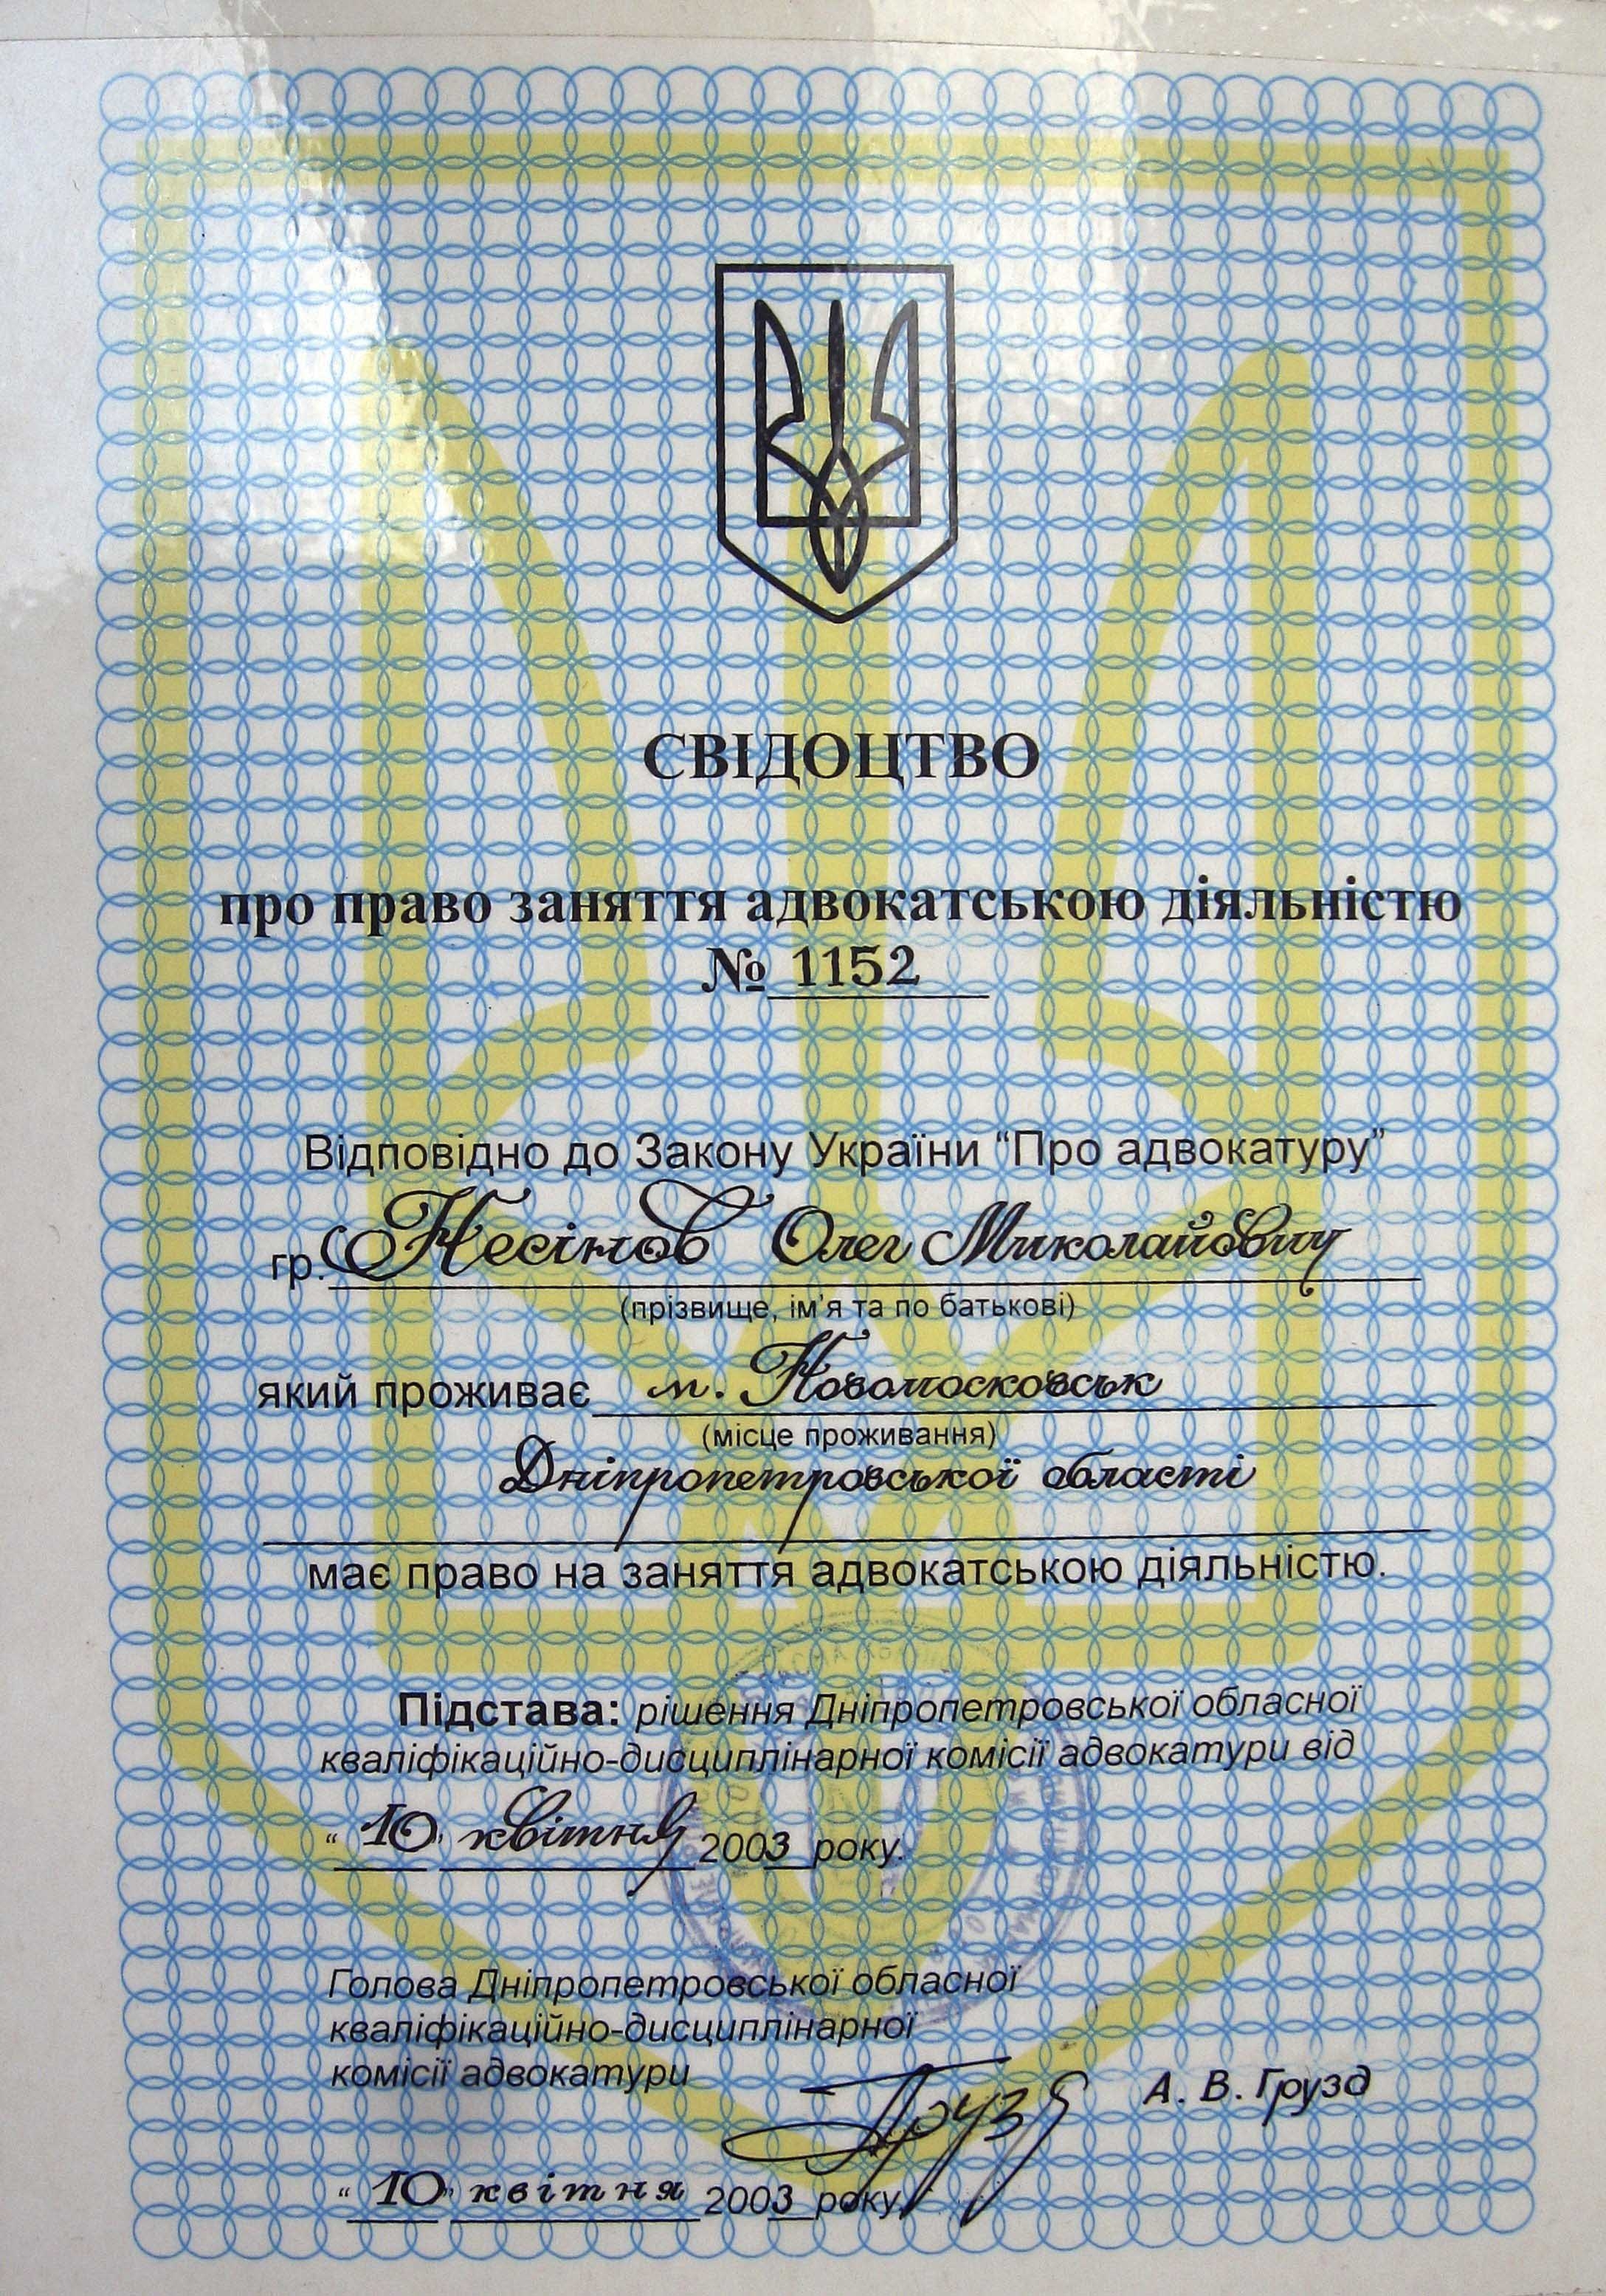 СВІДОЦТВО
про право заняття адвокатською діяльністю
№ 1152
Відповідно до Закону України “Про адвокатуру”
гр. Несінов Олег Миколайович
(прізвище, ім’я та по батькові)
який проживає м. Новомосковськ
(місце проживання)
Дніпропетровської області
має право на заняття адвокатською діяльністю.
Підстава: рішення Дніпропетровської обласної
кваліфікаційно-дисциплінарної комісії адвокатури від
“ 10 ” квітня 2003 року.
Голова Дніпропетровської обласної
кваліфікаційно-дисциплінарної
комісії адвокатури
Грузд
А. В. Грузд
“ 10 ” квітня 2003 року.